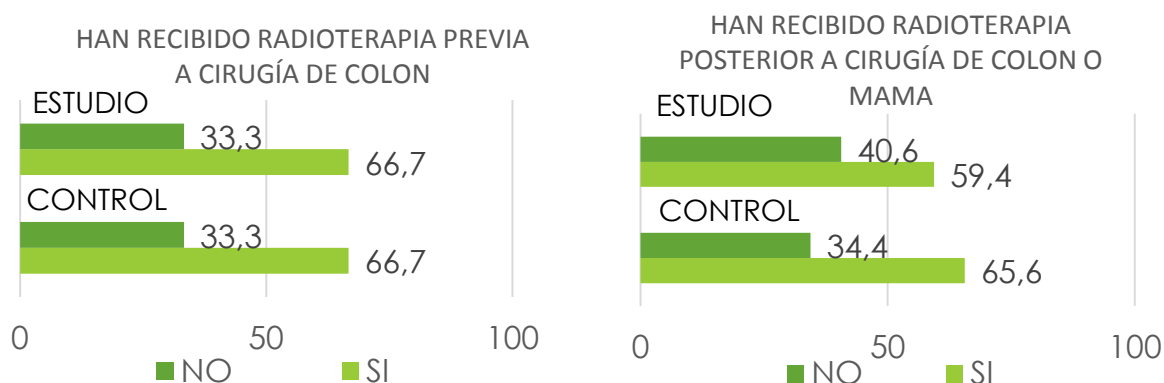 HAN RECIBIDO RADIOTERAPIA PREVIA
A CIRUGÍA DE COLON
ESTUDIO
33,3
66,7
CONTROL
33,3
66,7
0 50 100
NO SI
HAN RECIBIDO RADIOTERAPIA
POSTERIOR A CIRUGÍA DE COLON O
MAMA
ESTUDIO
40,6
59,4
CONTROL
34,4
65,6
0 50 100
NO SI